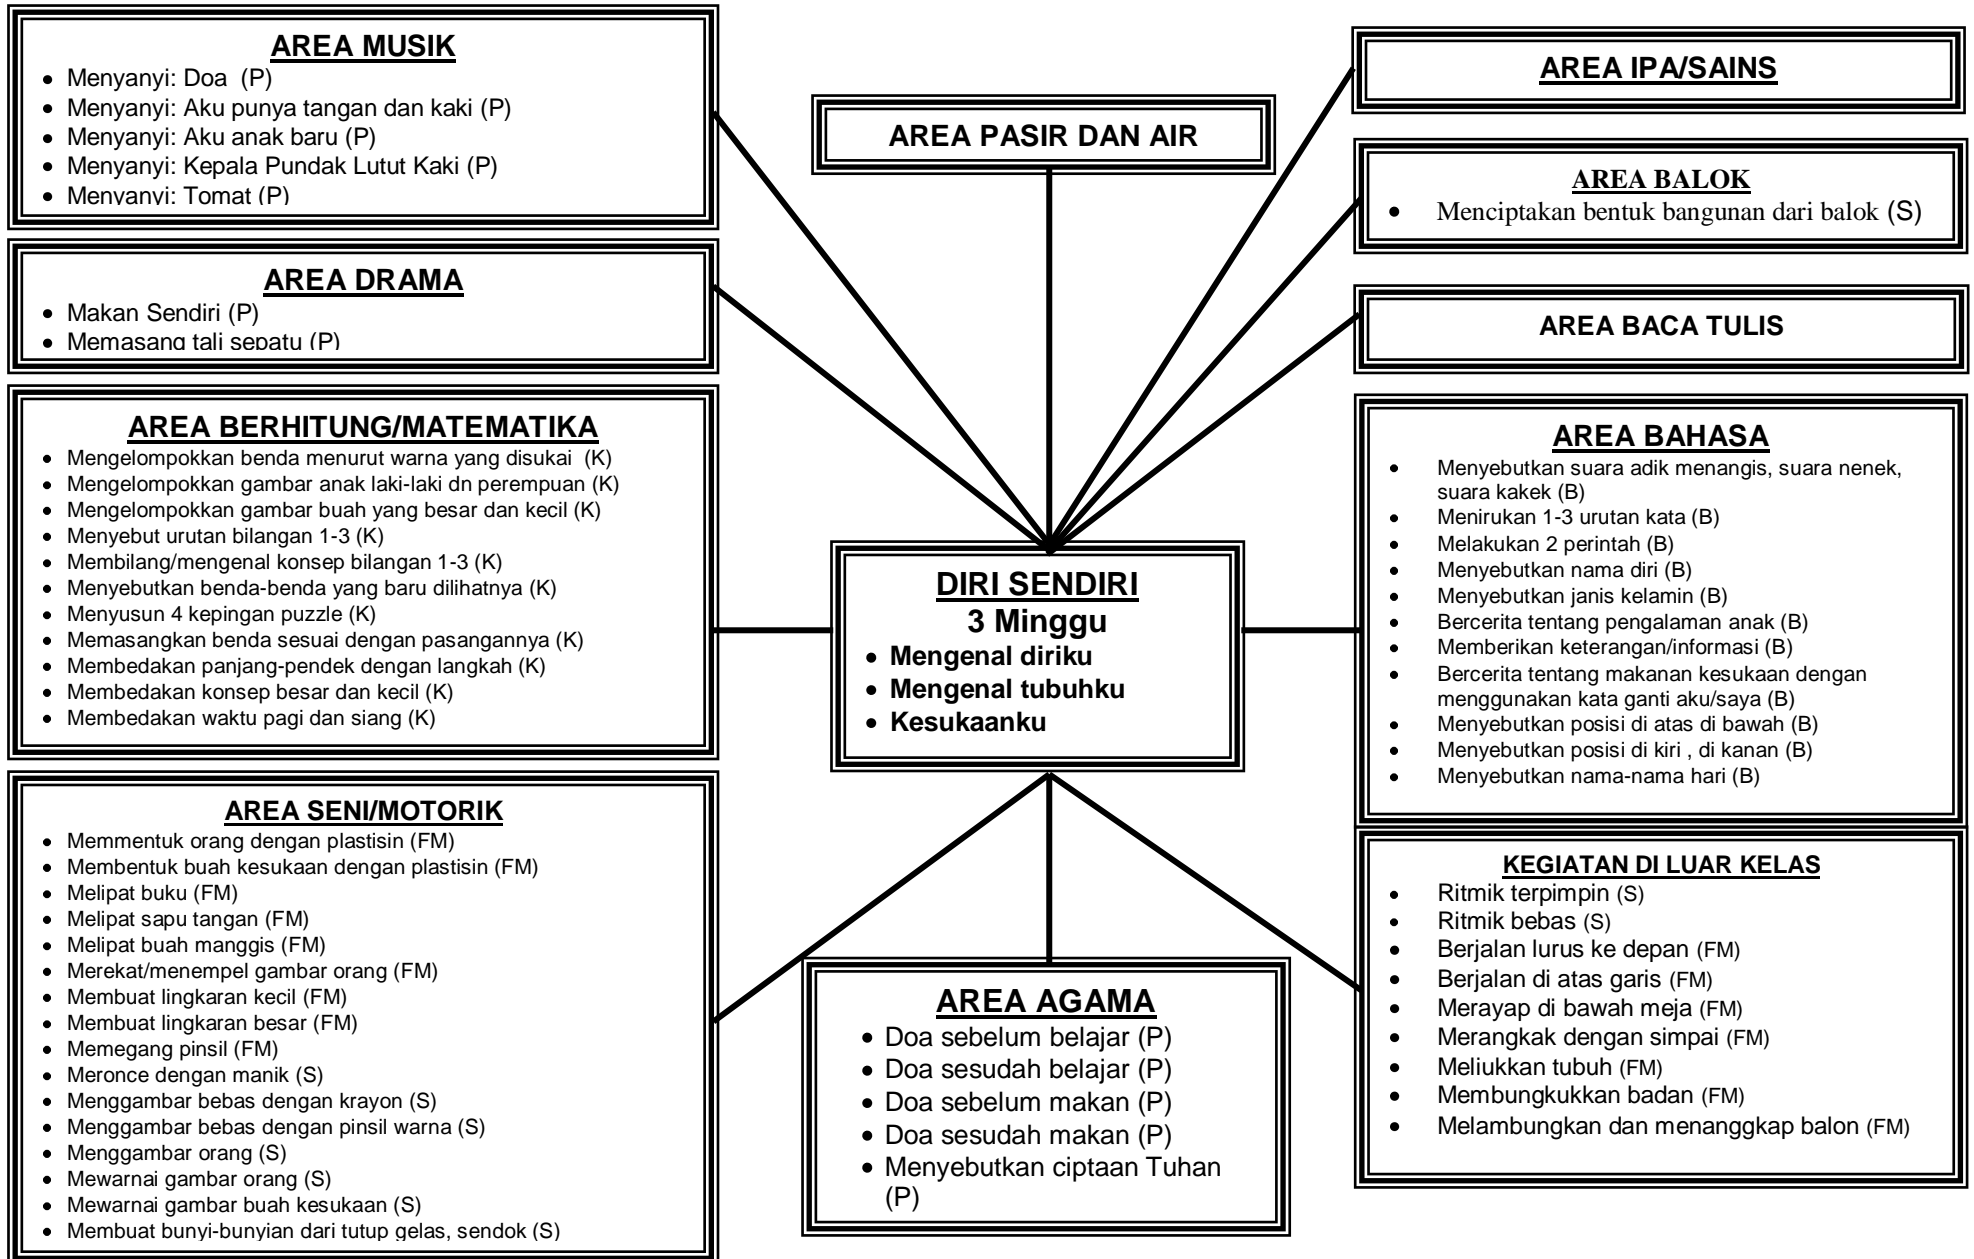 AREA MUSIK
• Menyanyi: Doa (P)
• Menyanyi: Aku punya tangan dan kaki (P)
• Menyanyi: Aku anak baru (P)
• Menyanyi: Kepala Pundak Lutut Kaki (P)
• Menyanyi: Tomat (P)
AREA DRAMA
• Makan Sendiri (P)
• Memasang tali sepatu (P)
AREA BERHITUNG/MATEMATIKA
• Mengelompokkan benda menurut warna yang disukai (K)
• Mengelompokkan gambar anak laki-laki dn perempuan (K)
• Mengelompokkan gambar buah yang besar dan kecil (K)
• Menyebut urutan bilangan 1-3 (K)
• Membilang/mengenal konsep bilangan 1-3 (K)
• Menyebutkan benda-benda yang baru dilihatnya (K)
• Menyusun 4 kepingan puzzle (K)
• Memasangkan benda sesuai dengan pasangannya (K)
• Membedakan panjang-pendek dengan langkah (K)
• Membedakan konsep besar dan kecil (K)
• Membedakan waktu pagi dan siang (K)
AREA SENI/MOTORIK
• Memmentuk orang dengan plastisin (FM)
• Membentuk buah kesukaan dengan plastisin (FM)
• Melipat buku (FM)
• Melipat sapu tangan (FM)
• Melipat buah manggis (FM)
• Merekat/menempel gambar orang (FM)
• Membuat lingkaran kecil (FM)
• Membuat lingkaran besar (FM)
• Memegang pinsil (FM)
• Meronce dengan manik (S)
• Menggambar bebas dengan krayon (S)
• Menggambar bebas dengan pinsil warna (S)
• Menggambar orang (S)
• Mewarnai gambar orang (S)
• Mewarnai gambar buah kesukaan (S)
• Membuat bunyi-bunyian dari tutup gelas, sendok (S)
AREA PASIR DAN AIR
DIRI SENDIRI
3 Minggu
• Mengenal diriku
• Mengenal tubuhku
• Kesukaanku
AREA AGAMA
• Doa sebelum belajar (P)
• Doa sesudah belajar (P)
• Doa sebelum makan (P)
• Doa sesudah makan (P)
• Menyebutkan ciptaan Tuhan
(P)
AREA IPA/SAINS
AREA BALOK
• Menciptakan bentuk bangunan dari balok (S)
AREA BACA TULIS
AREA BAHASA
• Menyebutkan suara adik menangis, suara nenek,
suara kakek (B)
• Menirukan 1-3 urutan kata (B)
• Melakukan 2 perintah (B)
• Menyebutkan nama diri (B)
• Menyebutkan janis kelamin (B)
• Bercerita tentang pengalaman anak (B)
• Memberikan keterangan/informasi (B)
• Bercerita tentang makanan kesukaan dengan
menggunakan kata ganti aku/saya (B)
• Menyebutkan posisi di atas di bawah (B)
• Menyebutkan posisi di kiri , di kanan (B)
• Menyebutkan nama-nama hari (B)
KEGIATAN DI LUAR KELAS
• Ritmik terpimpin (S)
• Ritmik bebas (S)
• Berjalan lurus ke depan (FM)
• Berjalan di atas garis (FM)
• Merayap di bawah meja (FM)
• Merangkak dengan simpai (FM)
• Meliukkan tubuh (FM)
• Membungkukkan badan (FM)
• Melambungkan dan menanggkap balon (FM)